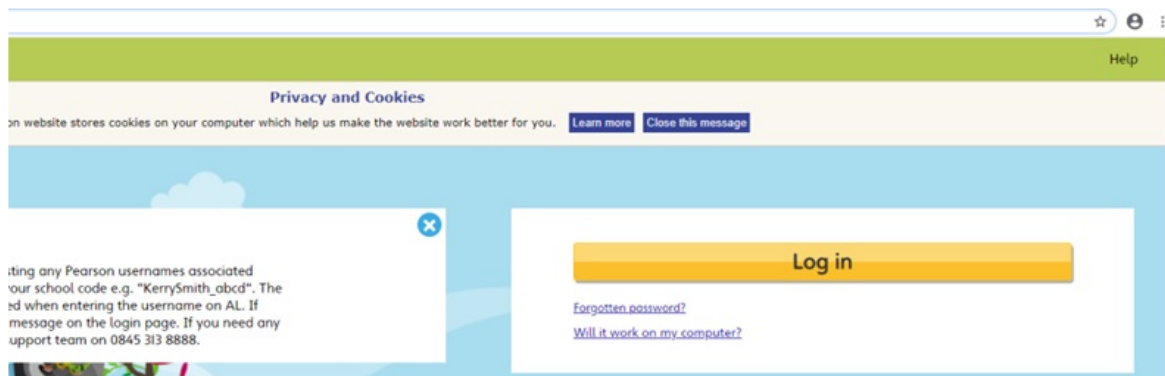 Help
Privacy and Cookies
on website stores cookies on your computer which help us make the website work better for you. Learn more Close this message
sting any Pearson usernames associated
your school code e.g. "KerrySmith_abcd". The
ed when entering the username on AL. If
message on the login page. If you need any
support team on 0845 313 8888.
Log in
Forgotten password?
Will it work on my computer?